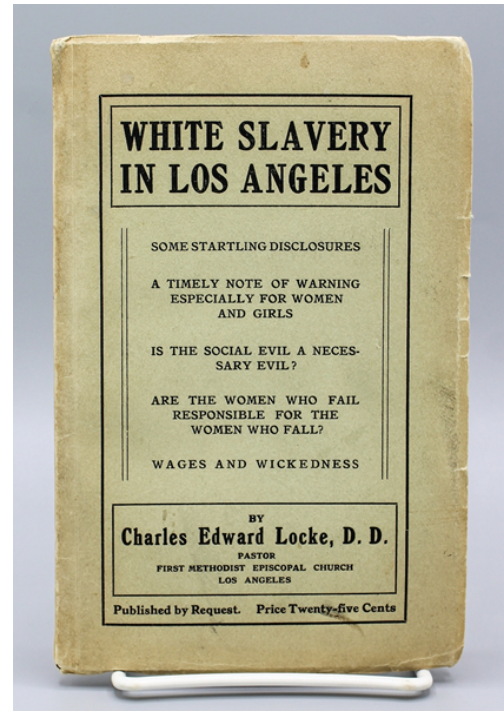 WHITE SLAVERY
IN LOS ANGELES
SOME STARTLING DISCLOSURES
A TIMELY NOTE OF WARNING
ESPECIALLY FOR WOMEN
AND GIRLS
IS THE SOCIAL EVIL A NECES-
SARY EVIL?
ARE THE WOMEN WHO FAIL
RESPONSIBLE FOR THE
WOMEN WHO FALL?
WAGES AND WICKEDNESS
BY
Charles Edward Locke, D. D.
PASTOR
FIRST METHODIST EPISCOPAL CHURCH
LOS ANGELES
Published by Request. Price Twenty-five Cents